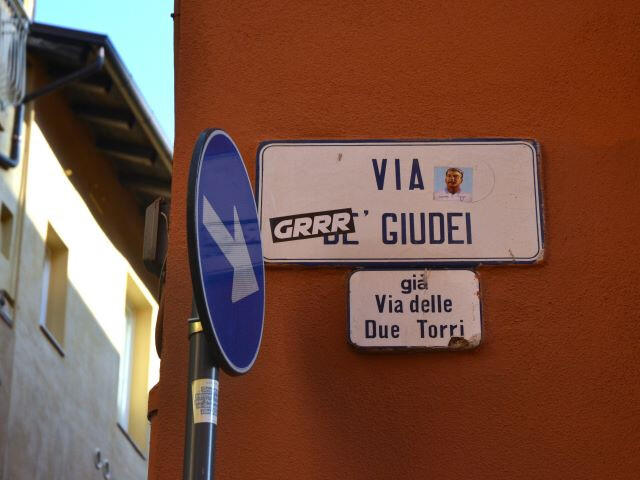 VIA
GRRR
DE' GIUDEI
già
Via delle
Due Torri